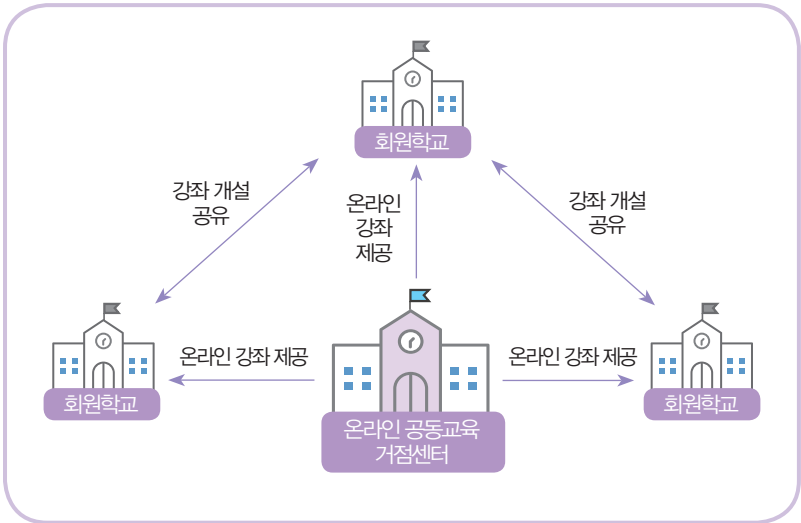 회원학교
강좌 개설
공유
온라인
강좌
제공
강좌 개설
공유
온라인 강좌 제공
온라인 강좌 제공
회원학교
온라인 공동교육
거점센터
회원학교